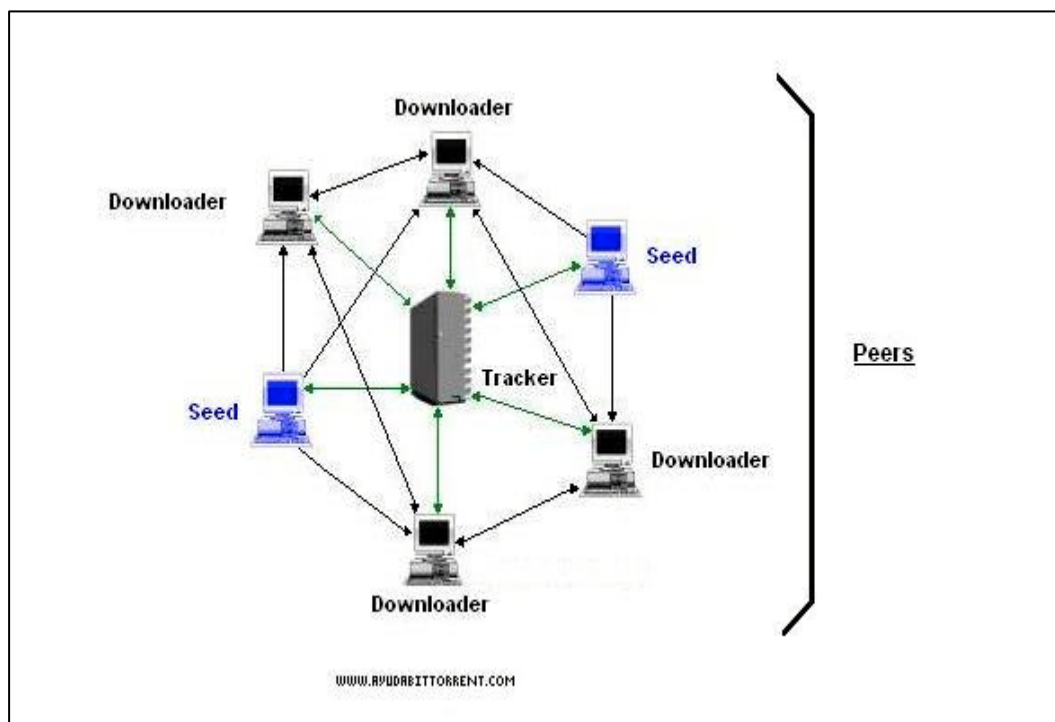 Downloader
Downloader
Seed
Peers
Tracker
Seed
Downloader
Downloader
WWW.AYUDABITTORRENT.COM